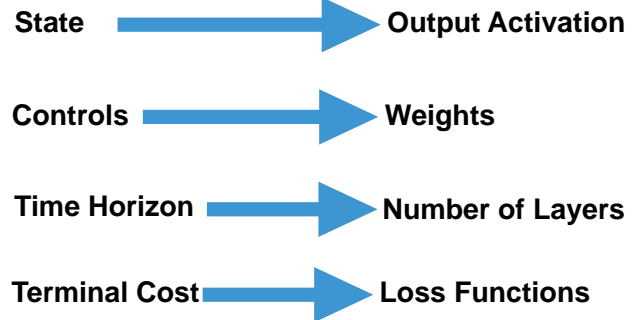 State Output Activation
Controls Weights
Time Horizon Number of Layers
Terminal Cost Loss Functions